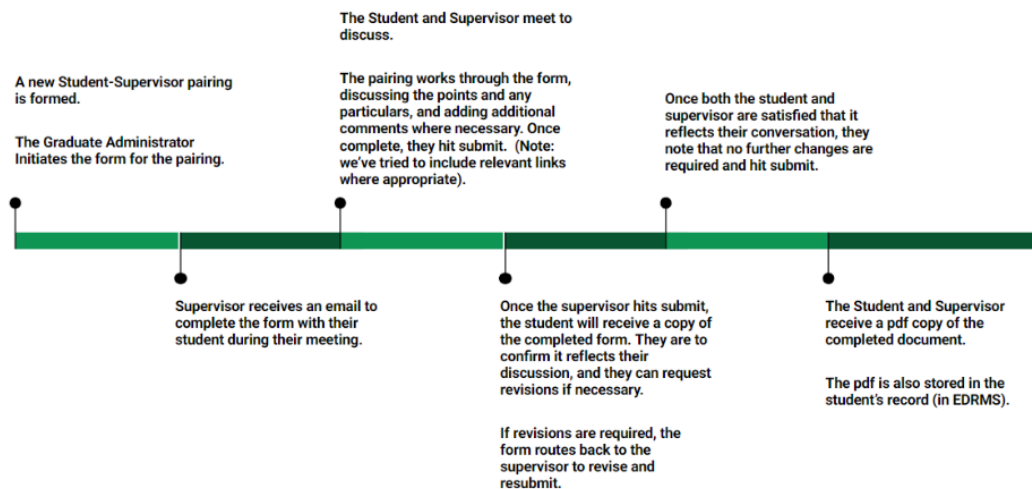 A new Student-Supervisor pairing
is formed.
The Graduate Administrator
Initiates the form for the pairing.
Supervisor receives an email to
complete the form with their
student during their meeting.
The Student and Supervisor meet to
discuss.
The pairing works through the form,
discussing the points and any
particulars, and adding additional
comments where necessary. Once
complete, they hit submit. (Note:
we've tried to include relevant links
where appropriate).
Once the supervisor hits submit,
the student will receive a copy of
the completed form. They are to
confirm it reflects their
discussion, and they can request
revisions if necessary.
If revisions are required, the
form routes back to the
supervisor to revise and
resubmit.
Once both the student and
supervisor are satisfied that it
reflects their conversation, they
note that no further changes are
required and hit submit.
The Student and Supervisor
receive a pdf copy of the
completed document.
The pdf is also stored in the
student's record (in EDRMS).